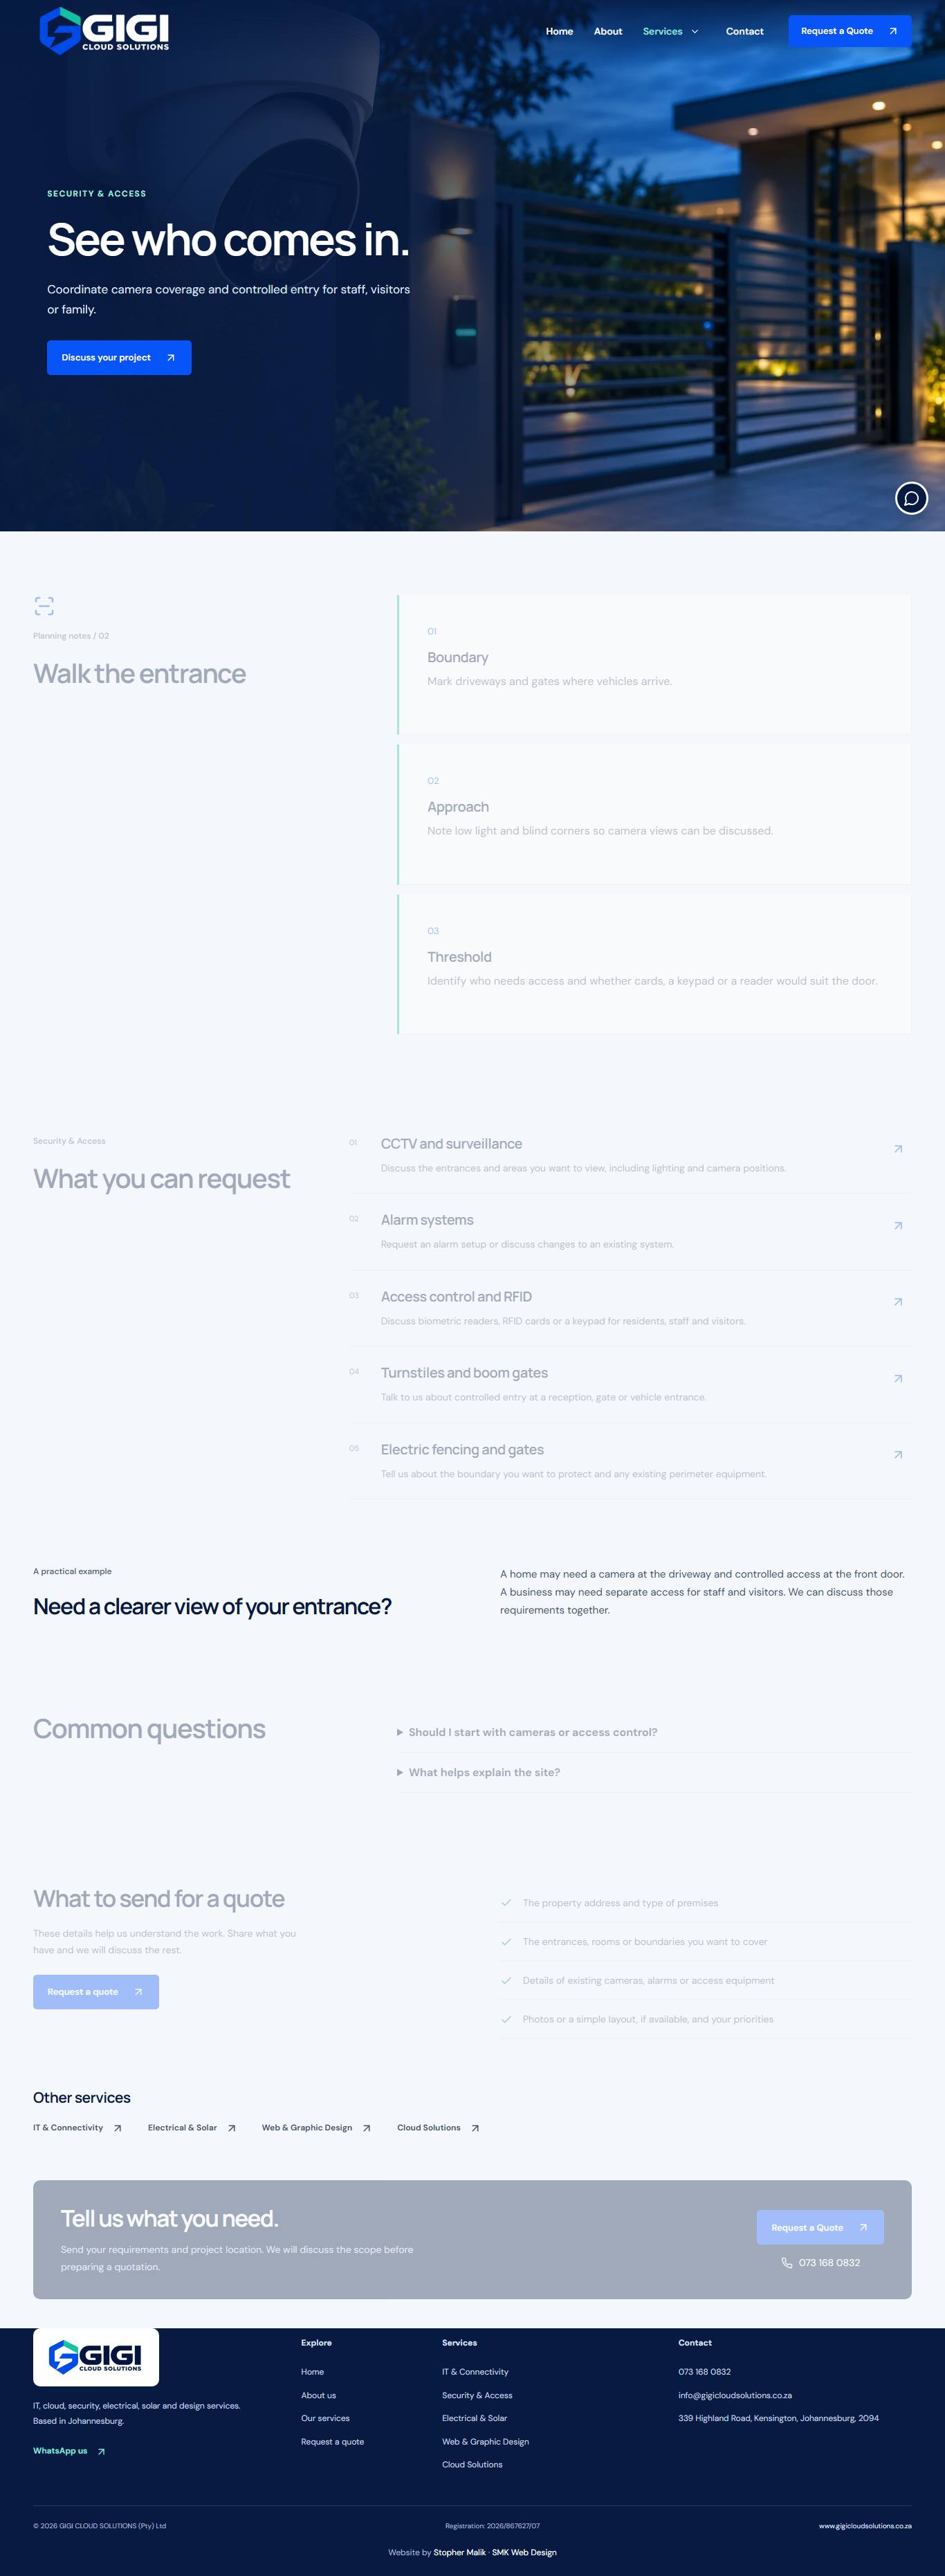 GIGI
CLOUD SOLUTIONS
Home
About
Services
Contact
Request a Quote
SECURITY & ACCESS
See who comes in.
Coordinate camera coverage and controlled entry for staff, visitors
or family.
Discuss your project
Planning notes / 02
Walk the entrance
01
Boundary
Mark driveways and gates where vehicles arrive.
02
Approach
Note low light and blind corners so camera views can be discussed.
03
Threshold
Identify who needs access and whether cards, a keypad or a reader would suit the door.
Security & Access
What you can request
01
CCTV and surveillance
Discuss the entrances and areas you want to view, including lighting and camera positions.
02
Alarm systems
Request an alarm setup or discuss changes to an existing system.
03
Access control and RFID
Discuss biometric readers, RFID cards or a keypad for residents, staff and visitors.
04
Turnstiles and boom gates
Talk to us about controlled entry at a reception, gate or vehicle entrance.
05
Electric fencing and gates
Tell us about the boundary you want to protect and any existing perimeter equipment.
A practical example
Need a clearer view of your entrance?
A home may need a camera at the driveway and controlled access at the front door.
A business may need separate access for staff and visitors. We can discuss those
requirements together.
Common questions
Should I start with cameras or access control?
What helps explain the site?
What to send for a quote
These details help us understand the work. Share what you
have and we will discuss the rest.
Request a quote
The property address and type of premises
The entrances, rooms or boundaries you want to cover
Details of existing cameras, alarms or access equipment
Photos or a simple layout, if available, and your priorities
Other services
IT & Connectivity
Electrical & Solar
Web & Graphic Design
Cloud Solutions
Tell us what you need.
Send your requirements and project location. We will discuss the scope before
preparing a quotation.
Request a Quote
073 168 0832
GIGI
CLOUD SOLUTIONS
IT, cloud, security, electrical, solar and design services.
Based in Johannesburg.
WhatsApp us
Explore
Home
About us
Our services
Request a quote
Services
IT & Connectivity
Security & Access
Electrical & Solar
Web & Graphic Design
Cloud Solutions
Contact
073 168 0832
info@gigicloudsolutions.co.za
339 Highland Road, Kensington, Johannesburg, 2094
© 2026 GIGI CLOUD SOLUTIONS (Pty) Ltd
Registration: 2026/867627/07
www.gigicloudsolutions.co.za
Website by Stopher Malik · SMK Web Design